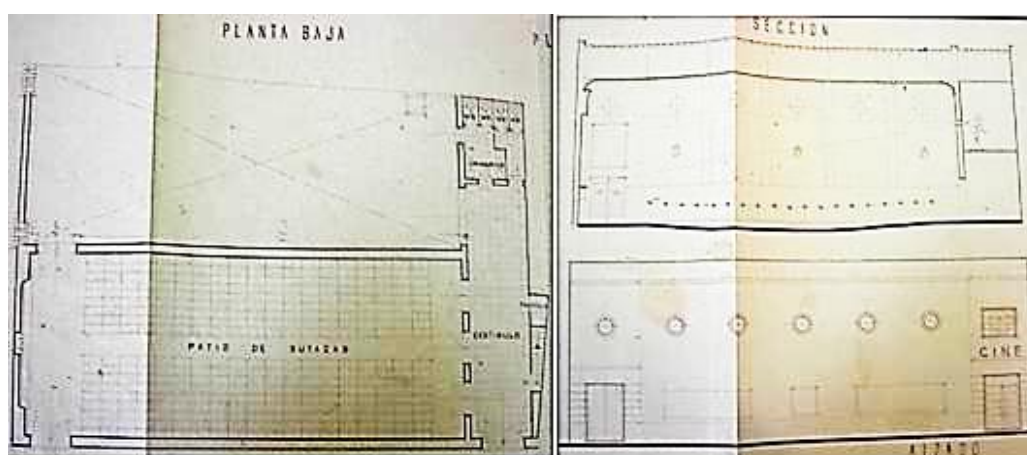 PLANTA BAJA
PATIO DE BUTACAS
VESTIBULO
SECCION
CINE
ALZADO